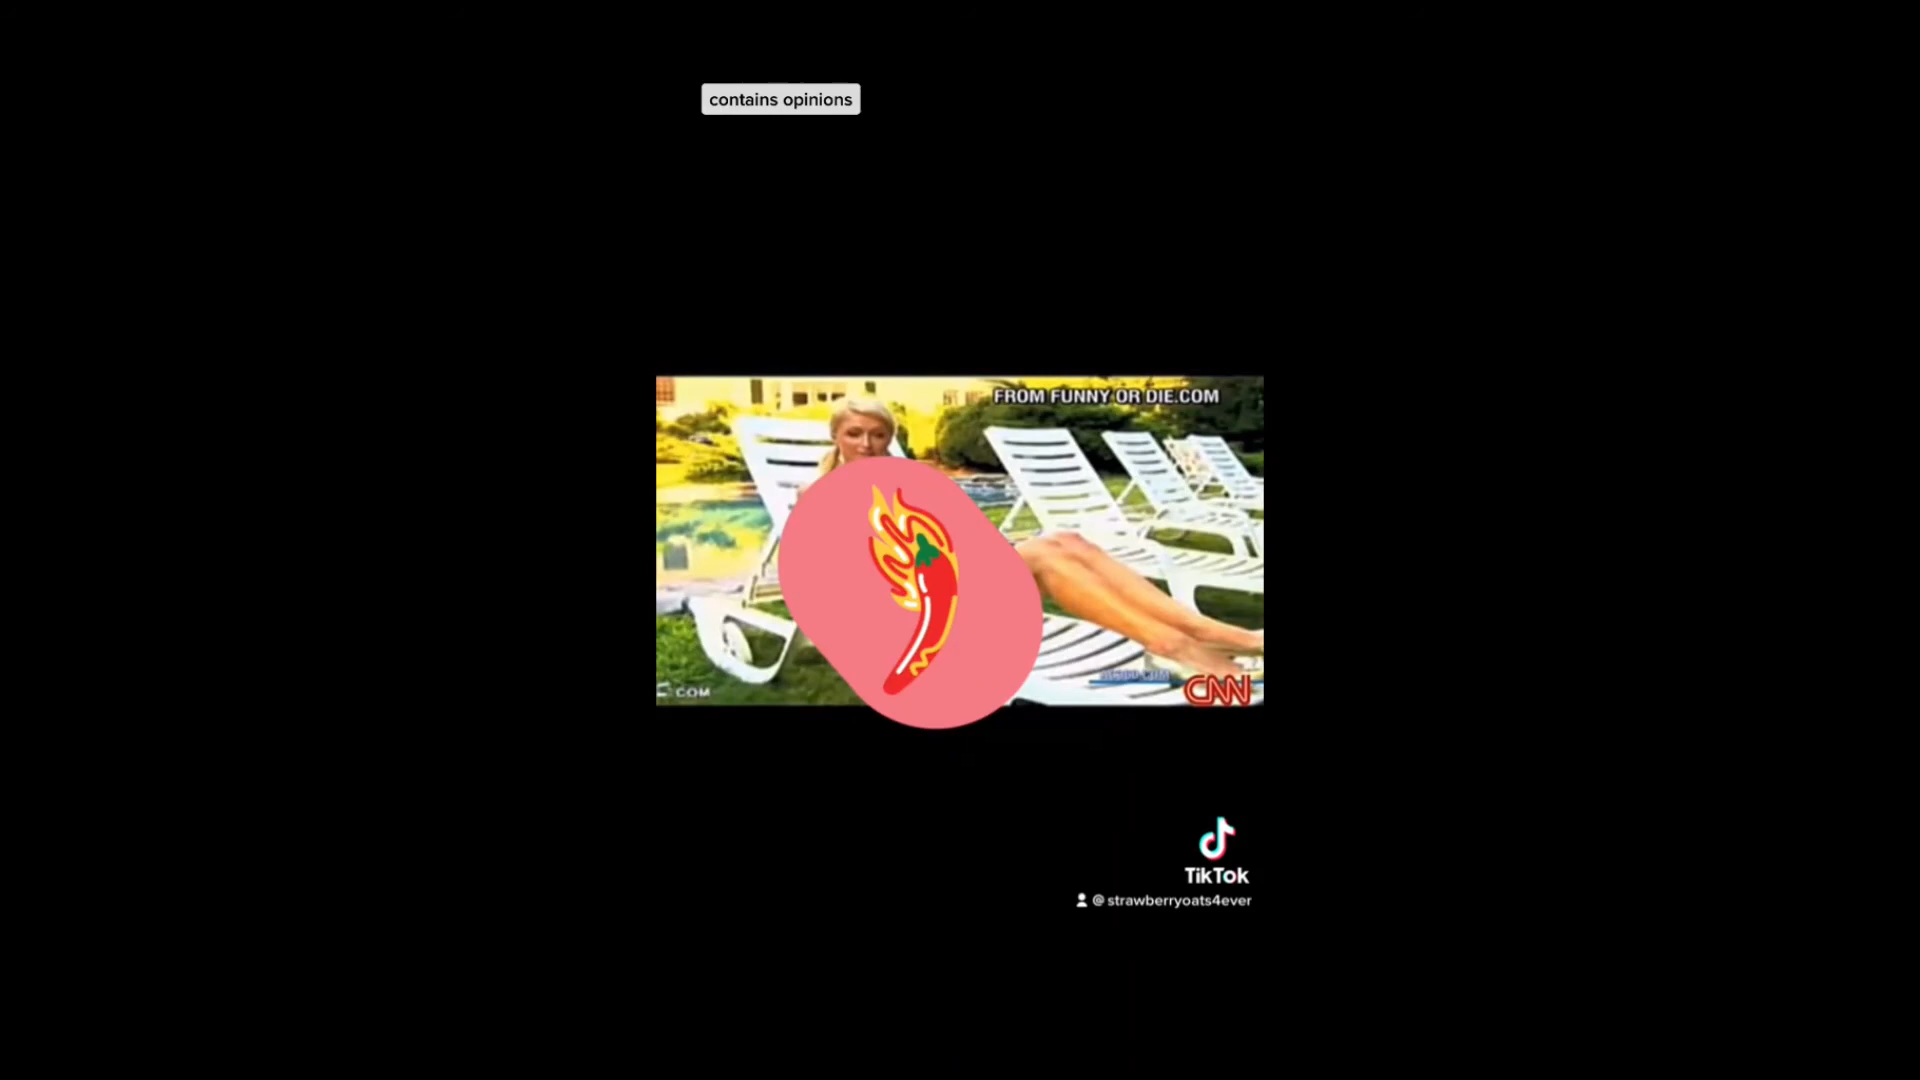 contains opinions
FROM FUNNY OR DIE.COM
.COM
CNN
TikTok
@strawberryoats4ever